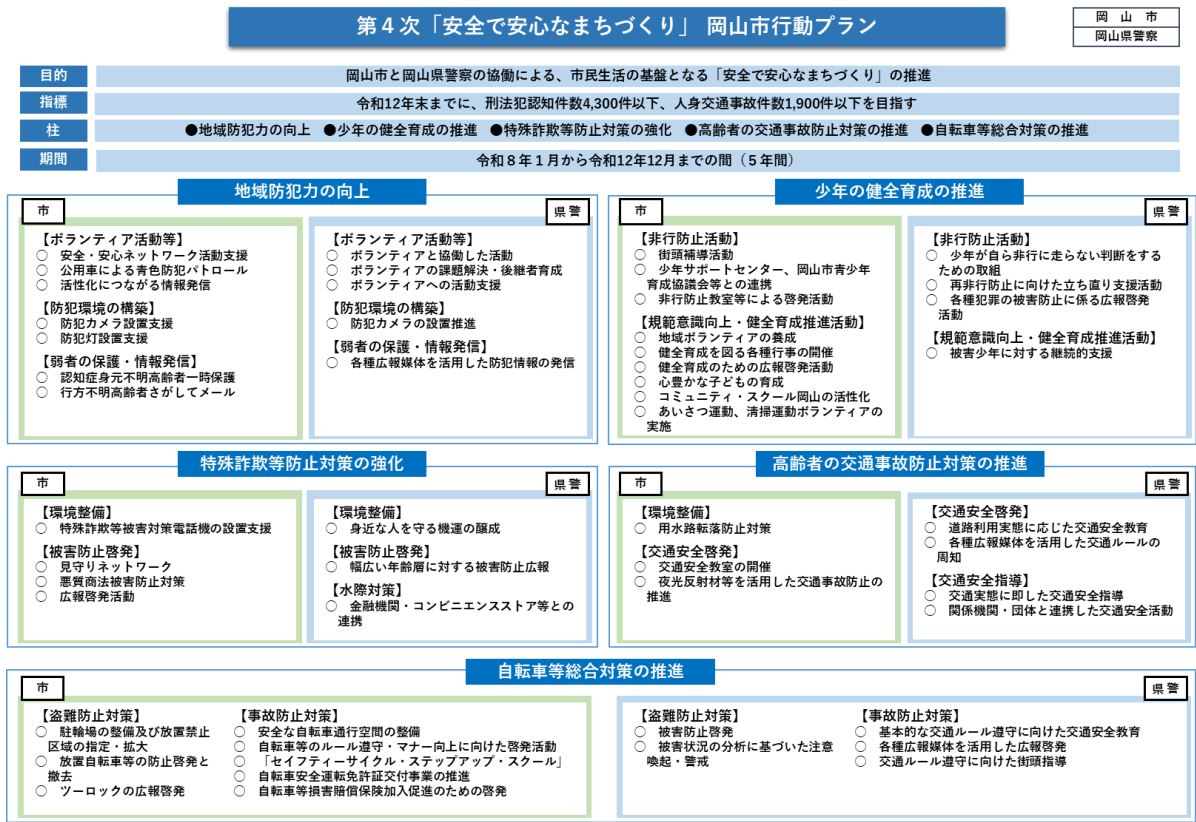 第４次「安全で安心なまちづくり」 岡山市行動プラン
岡　山　市
岡山県警察
目的
岡山市と岡山県警察の協働による、市民生活の基盤となる「安全で安心なまちづくり」の推進
指標
令和12年末までに、刑法犯認知件数4,300件以下、人身交通事故件数1,900件以下を目指す
柱
●地域防犯力の向上　●少年の健全育成の推進　●特殊詐欺等防止対策の強化　●高齢者の交通事故防止対策の推進　●自転車等総合対策の推進
期間
令和８年１月から令和12年12月までの間（５年間）
地域防犯力の向上
市
【ボランティア活動等】
○　安全・安心ネットワーク活動支援
○　公用車による青色防犯パトロール
○　活性化につながる情報発信
【防犯環境の構築】
○　防犯カメラ設置支援
○　防犯灯設置支援
【弱者の保護・情報発信】
○　認知症身元不明高齢者一時保護
○　行方不明高齢者さがしてメール
県警
【ボランティア活動等】
○　ボランティアと協働した活動
○　ボランティアの課題解決・後継者育成
○　ボランティアへの活動支援
【防犯環境の構築】
○　防犯カメラの設置推進
【弱者の保護・情報発信】
○　各種広報媒体を活用した防犯情報の発信
少年の健全育成の推進
市
【非行防止活動】
○　街頭補導活動
○　少年サポートセンター、岡山市青少年
育成協議会等との連携
○　非行防止教室等による啓発活動
【規範意識向上・健全育成推進活動】
○　地域ボランティアの養成
○　健全育成を図る各種行事の開催
○　健全育成のための広報啓発活動
○　心豊かな子どもの育成
○　コミュニティ・スクール岡山の活性化
○　あいさつ運動、清掃運動ボランティアの
実施
県警
【非行防止活動】
○　少年が自ら非行に走らない判断をする
ための取組
○　再非行防止に向けた立ち直り支援活動
○　各種犯罪の被害防止に係る広報啓発
活動
【規範意識向上・健全育成推進活動】
○　被害少年に対する継続的支援
特殊詐欺等防止対策の強化
市
【環境整備】
○　特殊詐欺等被害対策電話機の設置支援
【被害防止啓発】
○　見守りネットワーク
○　悪質商法被害防止対策
○　広報啓発活動
県警
【環境整備】
○　身近な人を守る機運の醸成
【被害防止啓発】
○　幅広い年齢層に対する被害防止広報
【水際対策】
○　金融機関・コンビニエンスストア等との
連携
高齢者の交通事故防止対策の推進
市
【環境整備】
○　用水路転落防止対策
【交通安全啓発】
○　交通安全教室の開催
○　夜光反射材等を活用した交通事故防止の
推進
県警
【交通安全啓発】
○　道路利用実態に応じた交通安全教育
○　各種広報媒体を活用した交通ルールの
周知
【交通安全指導】
○　交通実態に即した交通安全指導
○　関係機関・団体と連携した交通安全活動
自転車等総合対策の推進
市
【盗難防止対策】
○　駐輪場の整備及び放置禁止
区域の指定・拡大
○　放置自転車等の防止啓発と
撤去
○　ツーロックの広報啓発
【事故防止対策】
○　安全な自転車通行空間の整備
○　自転車等のルール遵守・マナー向上に向けた啓発活動
○　「セイフティーサイクル・ステップアップ・スクール」
○　自転車安全運転免許証交付事業の推進
○　自転車等損害賠償保険加入促進のための啓発
県警
【盗難防止対策】
○　被害防止啓発
○　被害状況の分析に基づいた注意
喚起・警戒
【事故防止対策】
○　基本的な交通ルール遵守に向けた交通安全教育
○　各種広報媒体を活用した広報啓発
○　交通ルール遵守に向けた街頭指導